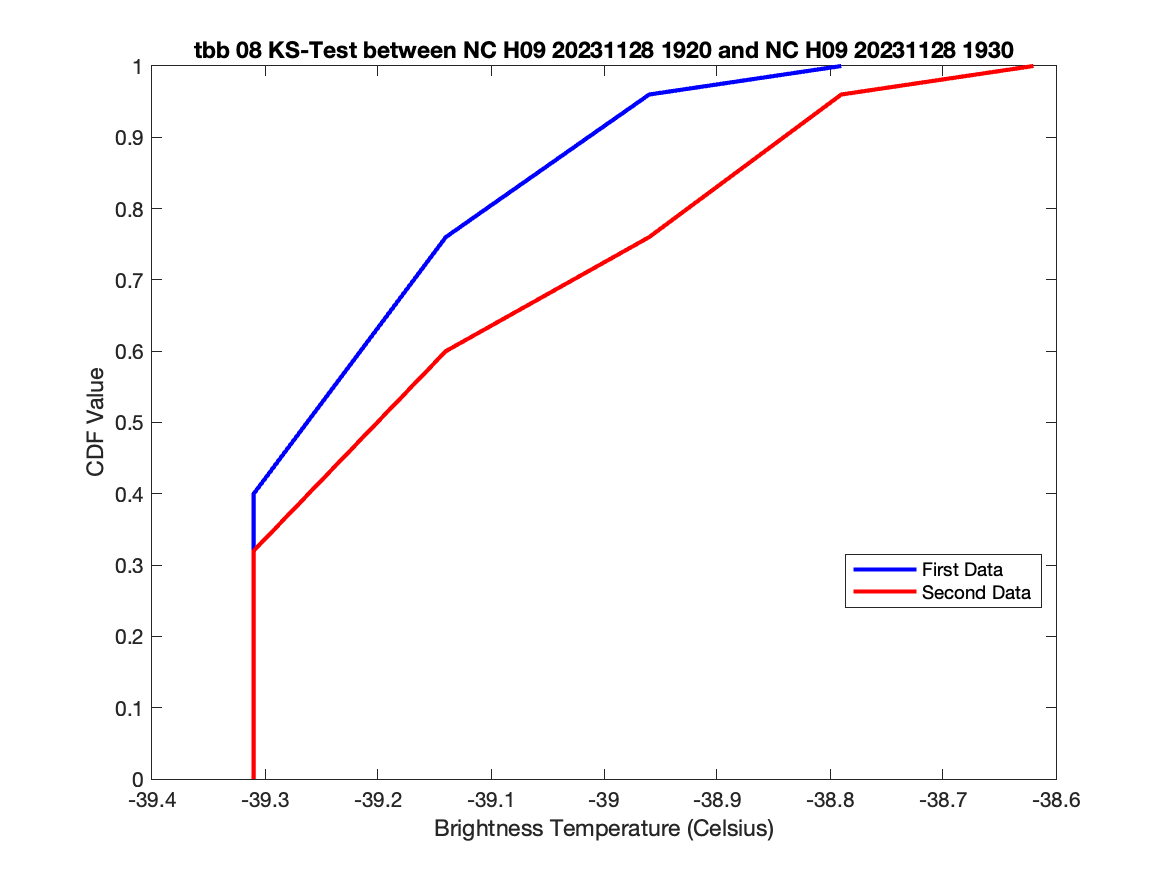 tbb 08 KS-Test between NC H09 20231128 1920 and NC H09 20231128 1930
1
0.9
0.8
0.7
0.6
0.5
0.4
0.3
0.2
0.1
0
CDF Value
First Data
Second Data
-39.4 -39.3 -39.2 -39.1 -39 -38.9 -38.8 -38.7 -38.6
Brightness Temperature (Celsius)